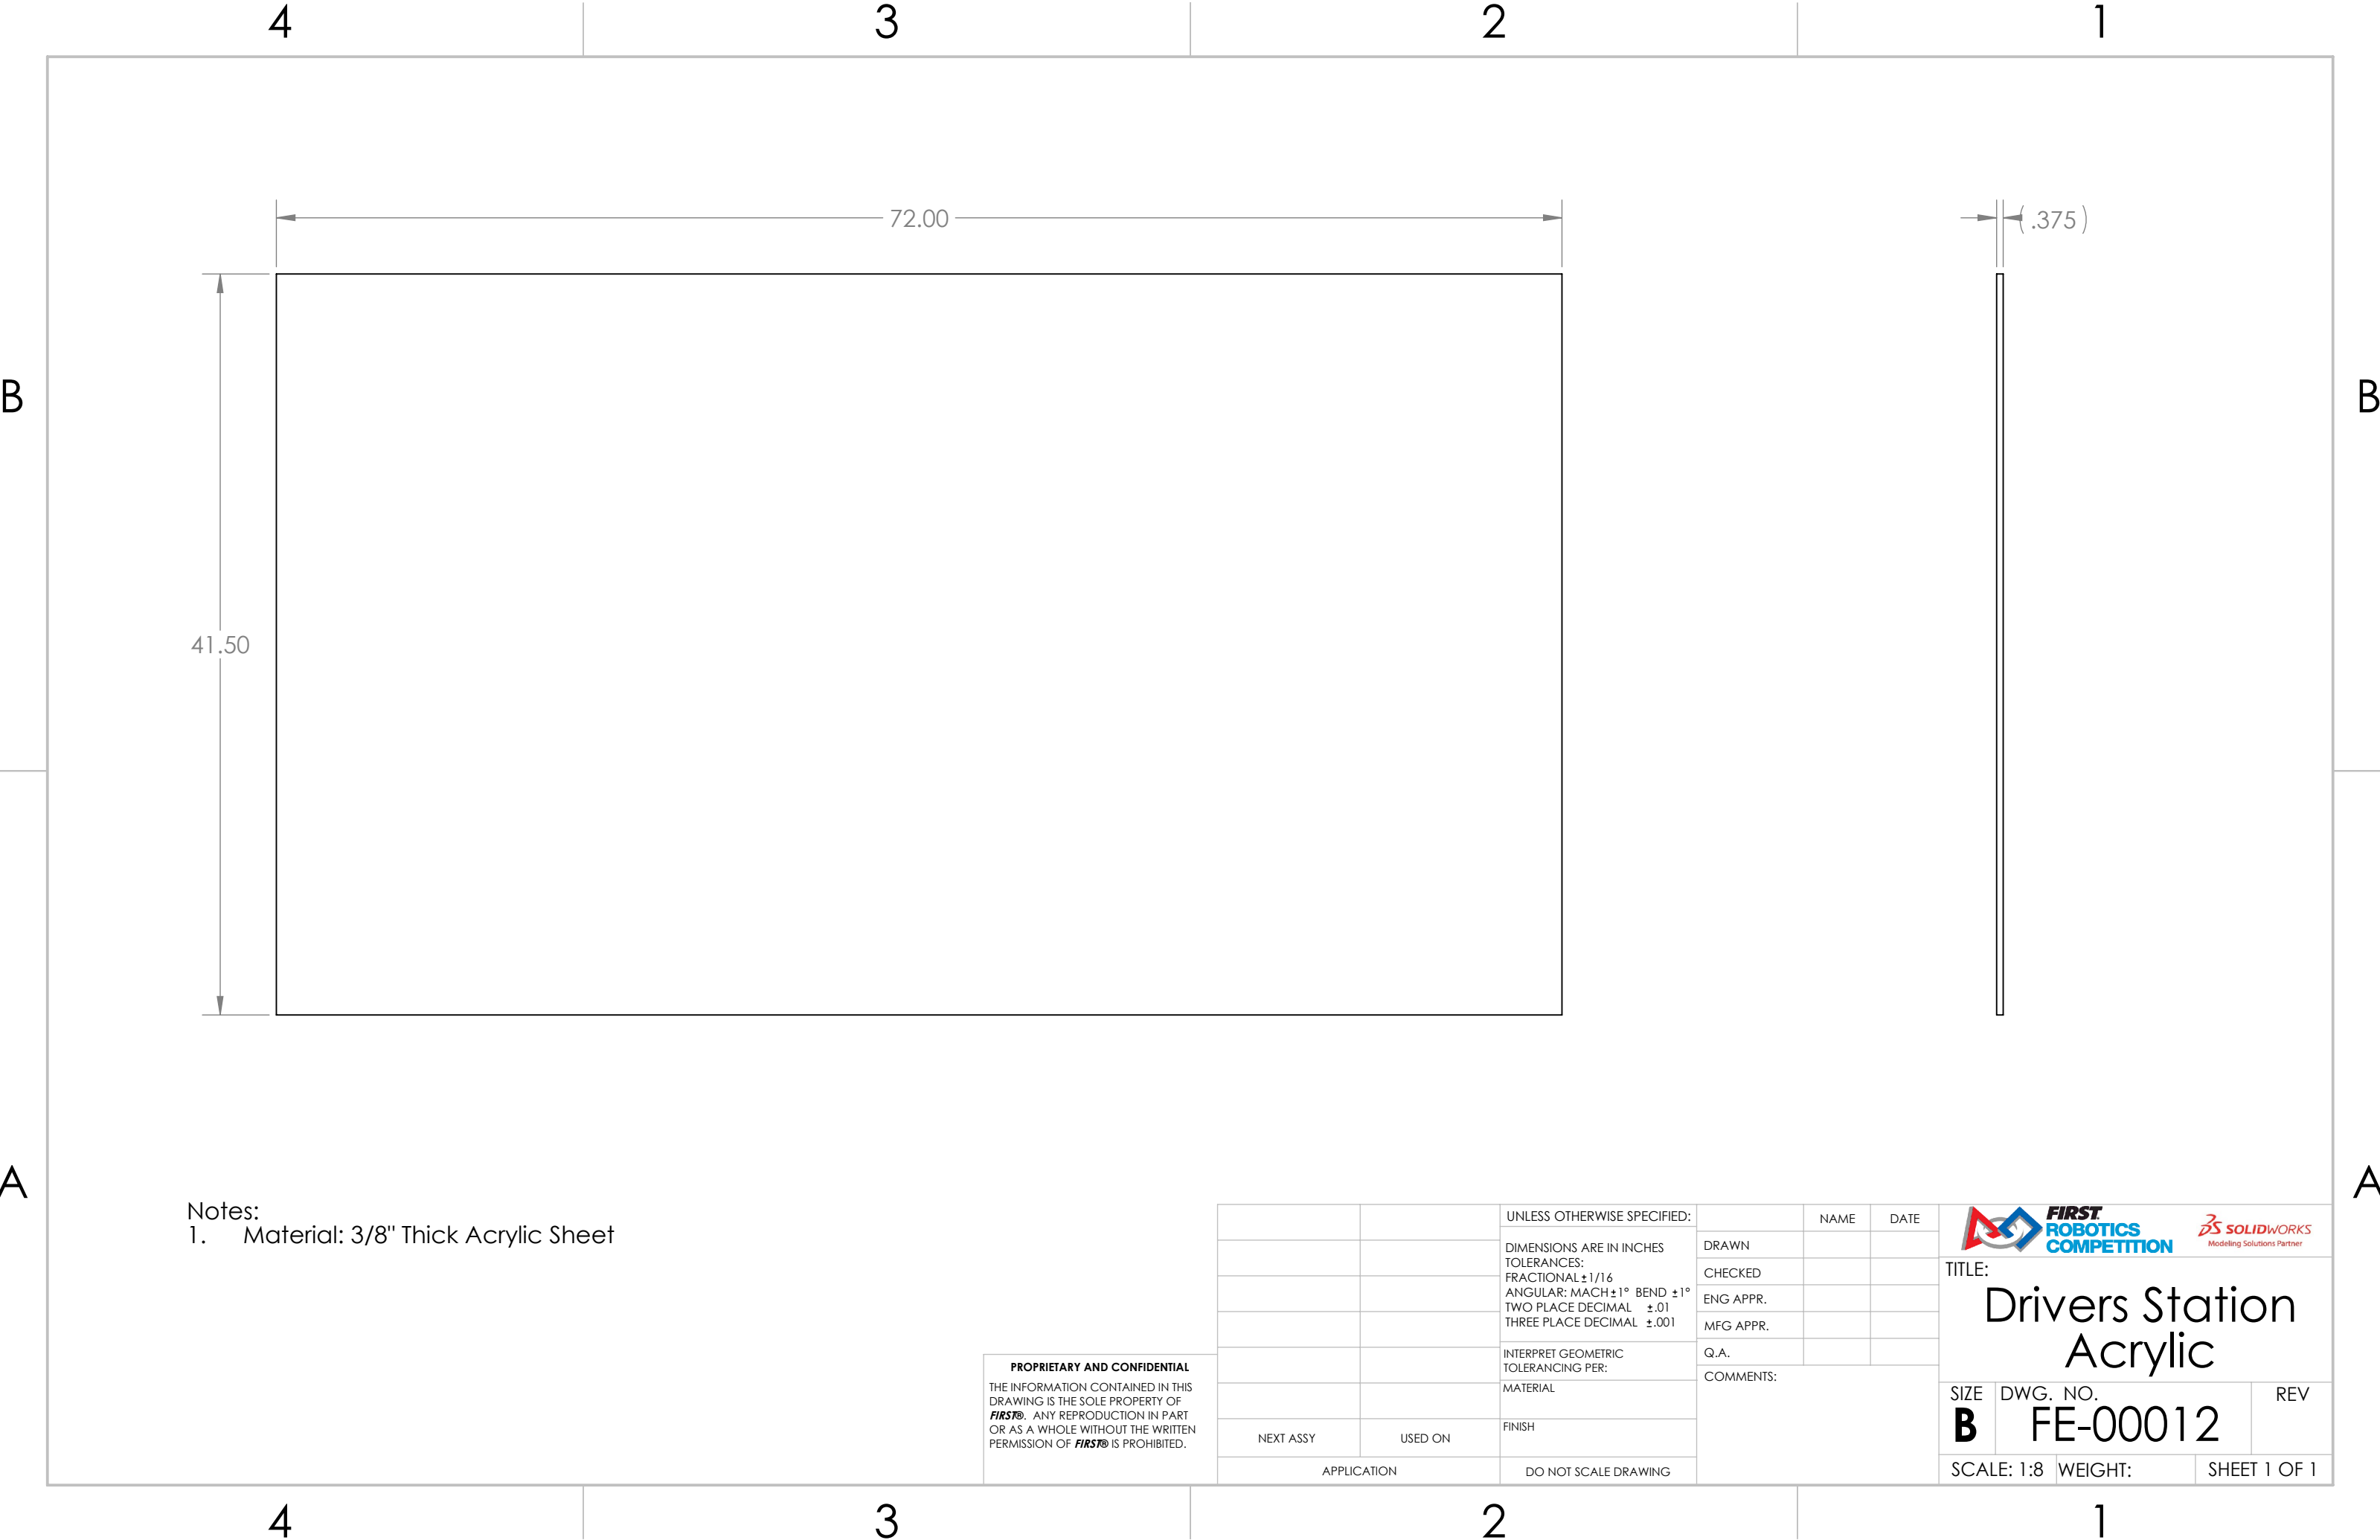 4 3 2 1
72.00
( .375 )
B B
41.50
A A
Notes:
1. Material: 3/8" Thick Acrylic Sheet
PROPRIETARY AND CONFIDENTIAL
THE INFORMATION CONTAINED IN THIS
DRAWING IS THE SOLE PROPERTY OF
FIRST®. ANY REPRODUCTION IN PART
OR AS A WHOLE WITHOUT THE WRITTEN
PERMISSION OF FIRST® IS PROHIBITED.
NEXT ASSY USED ON
APPLICATION
UNLESS OTHERWISE SPECIFIED:
DIMENSIONS ARE IN INCHES
TOLERANCES:
FRACTIONAL ±1/16
ANGULAR: MACH ±1° BEND ±1°
TWO PLACE DECIMAL ±.01
THREE PLACE DECIMAL ±.001
INTERPRET GEOMETRIC
TOLERANCING PER:
MATERIAL
FINISH
DO NOT SCALE DRAWING
NAME DATE
DRAWN
CHECKED
ENG APPR.
MFG APPR.
Q.A.
COMMENTS:
FIRST
ROBOTICS
COMPETITION
SOLIDWORKS
Modeling Solutions Partner
TITLE:
Drivers Station
Acrylic
SIZE DWG. NO. REV
B FE-00012
SCALE: 1:8 WEIGHT: SHEET 1 OF 1
4 3 2 1